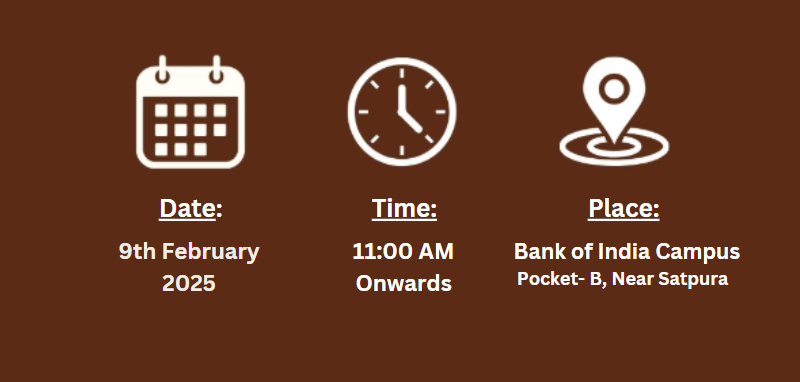 Date:
9th February
2025
Time:
11:00 AM
Onwards
Place:
Bank of India Campus
Pocket- B, Near Satpura